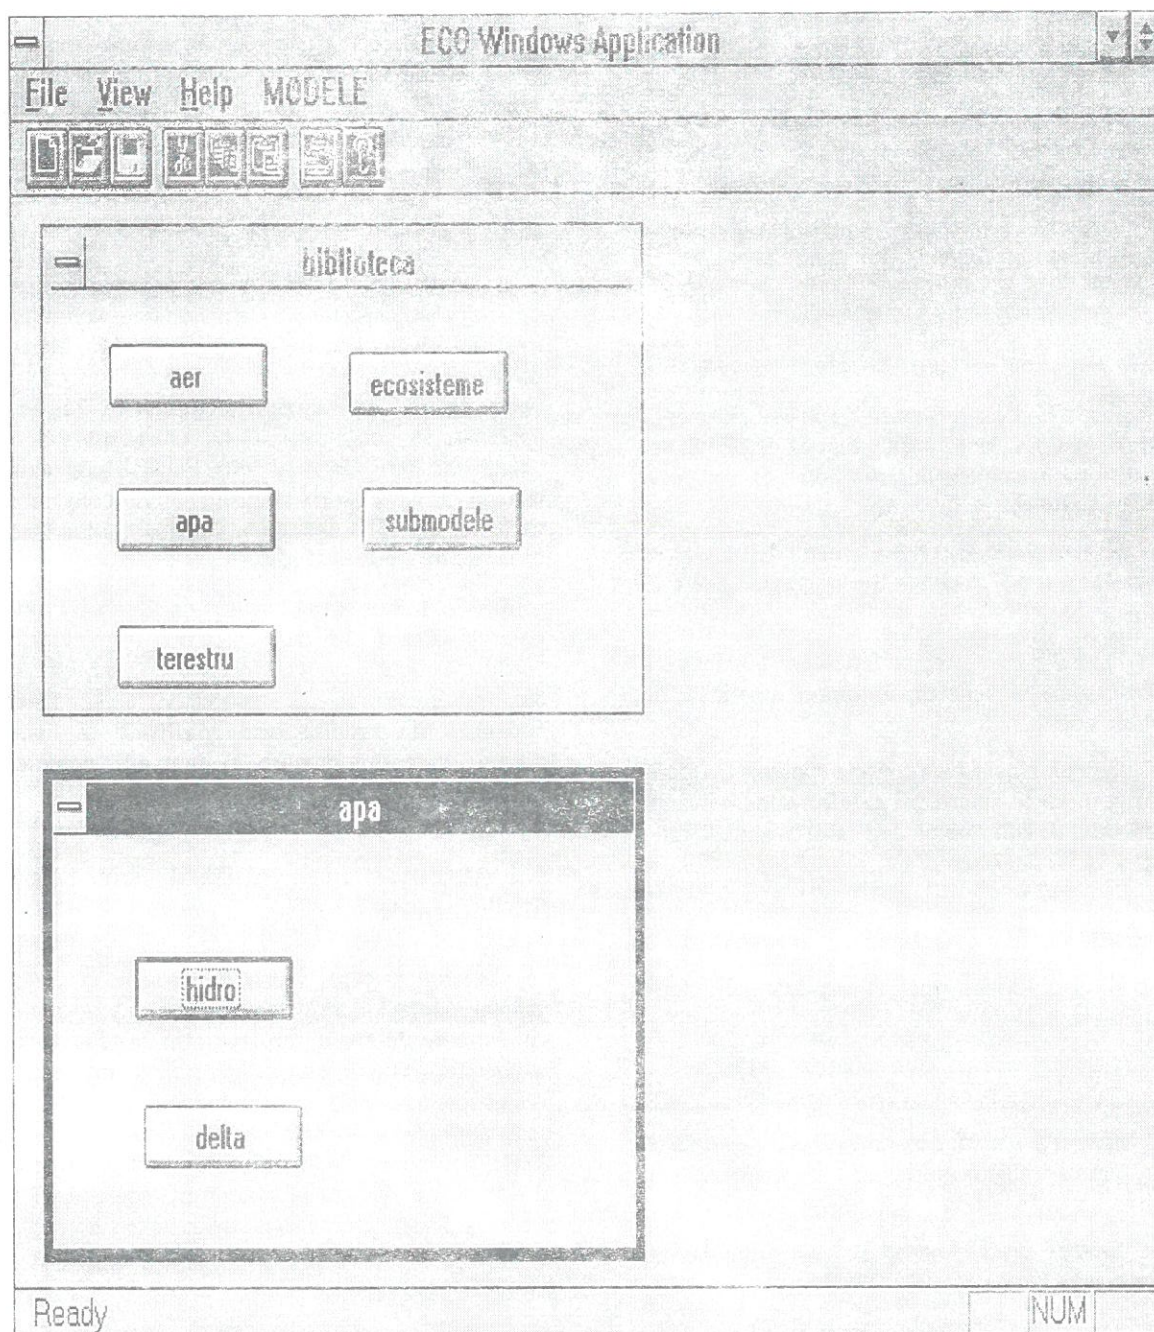 ECO Windows Application
File View Help MODELE
biblioteca
aer ecosisteme
apa submodele
terestru
apa
hidro
delta
Ready NUM